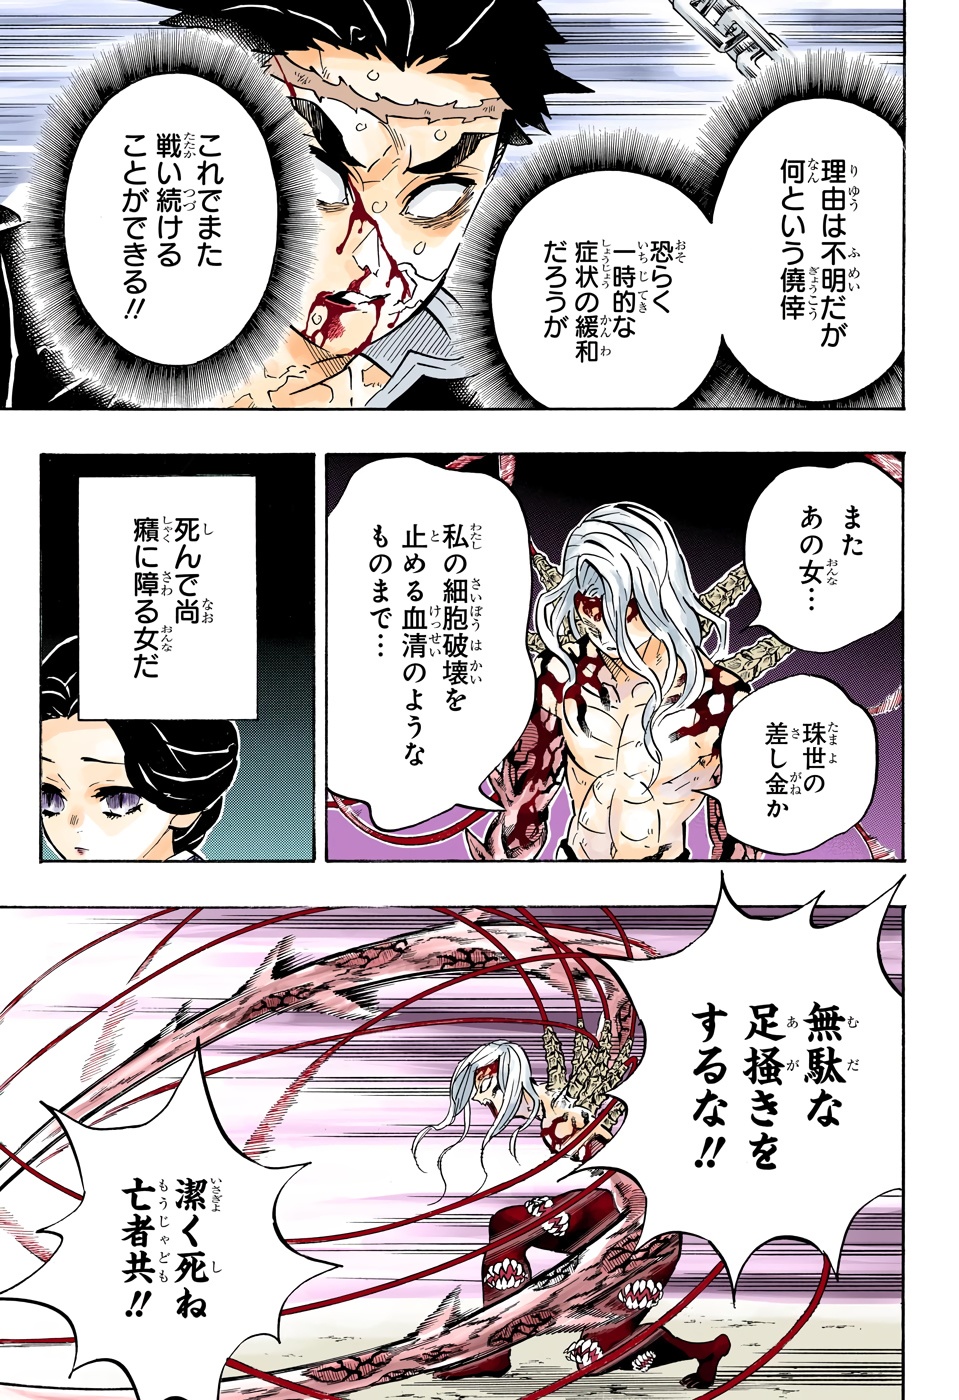 理由は不明だが
何という僥倖
恐らく
一時的な
症状の緩和
だろうが
これでまた
戦い続ける
ことができる!!
また
あの女…
珠世の
差し金か
私の細胞破壊を
止める血清のような
ものまで…
死んで尚
癪に障る女だ
無駄な
足掻きを
するな!!
潔く死ね
亡者共!!